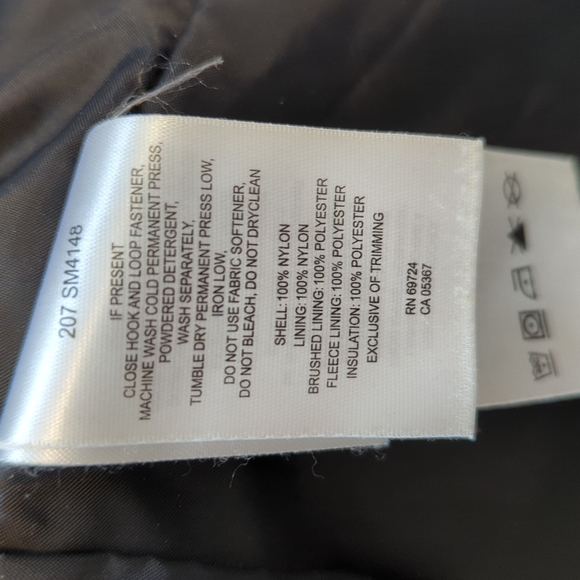 207 SM4148
IF PRESENT
CLOSE HOOK AND LOOP FASTENER,
MACHINE WASH COLD PERMANENT PRESS,
POWDERED DETERGENT,
WASH SEPARATELY,
TUMBLE DRY PERMANENT PRESS LOW,
IRON LOW,
DO NOT USE FABRIC SOFTENER,
DO NOT BLEACH, DO NOT DRYCLEAN
SHELL:100% NYLON
LINING:100% NYLON
BRUSHED LINING:100% POLYESTER
FLEECE LINING:100% POLYESTER
INSULATION:100% POLYESTER
EXCLUSIVE OF TRIMMING
RN 69724
CA 05367